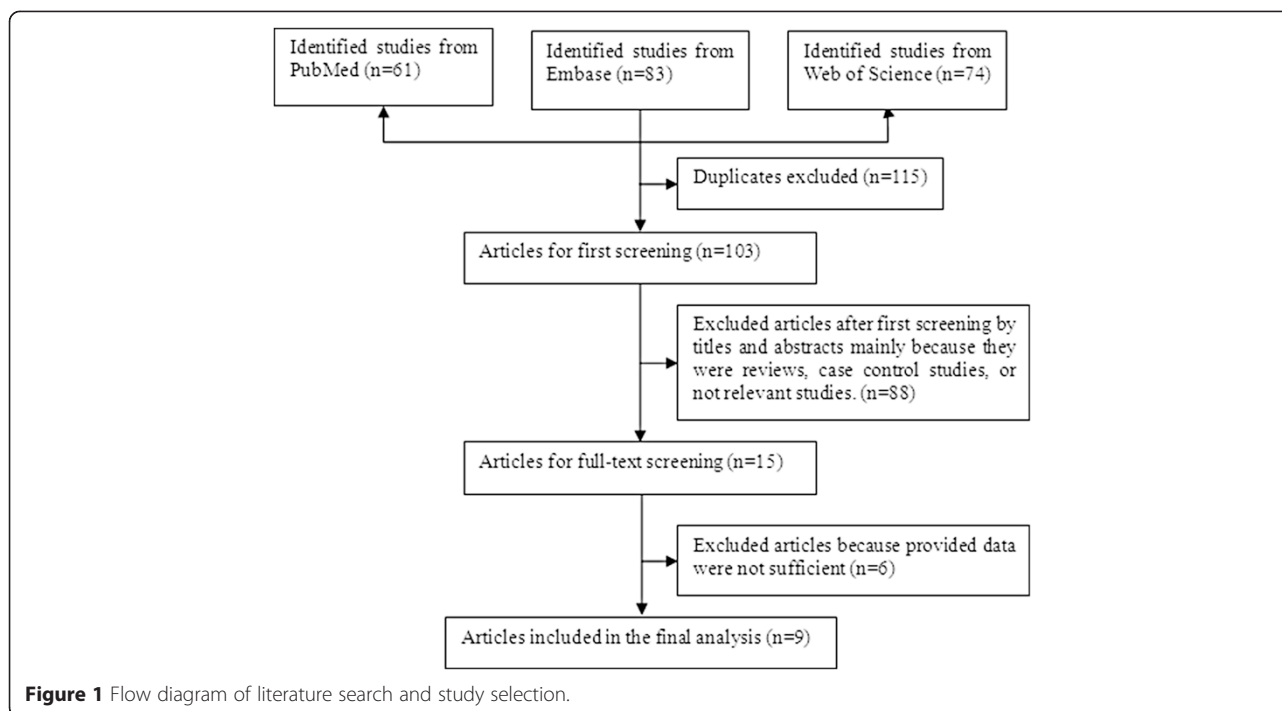 Identified studies from
PubMed (n=61)
Identified studies from
Embase (n=83)
Identified studies from
Web of Science (n=74)
Duplicates excluded (n=115)
Articles for first screening (n=103)
Excluded articles after first screening by
titles and abstracts mainly because they
were reviews, case control studies, or
not relevant studies. (n=88)
Articles for full-text screening (n=15)
Excluded articles because provided data
were not sufficient (n=6)
Articles included in the final analysis (n=9)
Figure 1 Flow diagram of literature search and study selection.